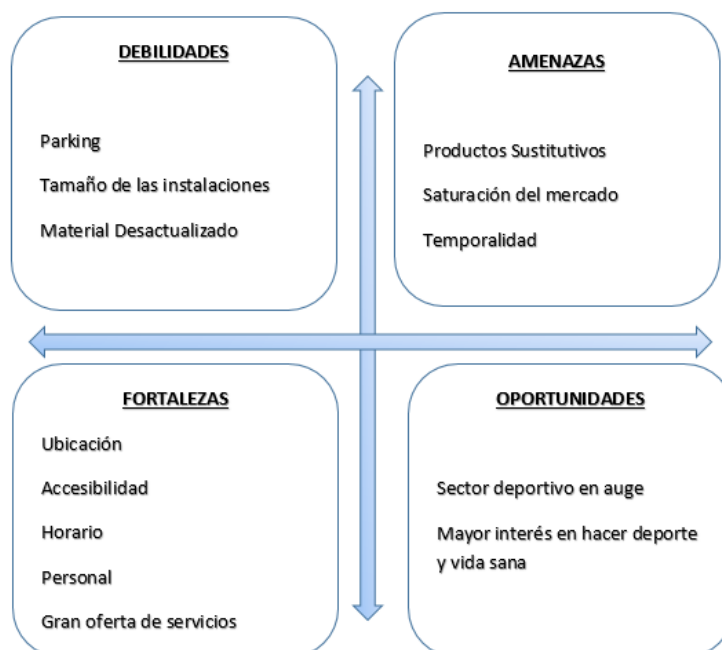 DEBILIDADES
Parking
Tamaño de las instalaciones
Material Desactualizado
AMENAZAS
Productos Sustitutivos
Saturación del mercado
Temporalidad
FORTALEZAS
Ubicación
Accesibilidad
Horario
Personal
Gran oferta de servicios
OPORTUNIDADES
Sector deportivo en auge
Mayor interés en hacer deporte
y vida sana